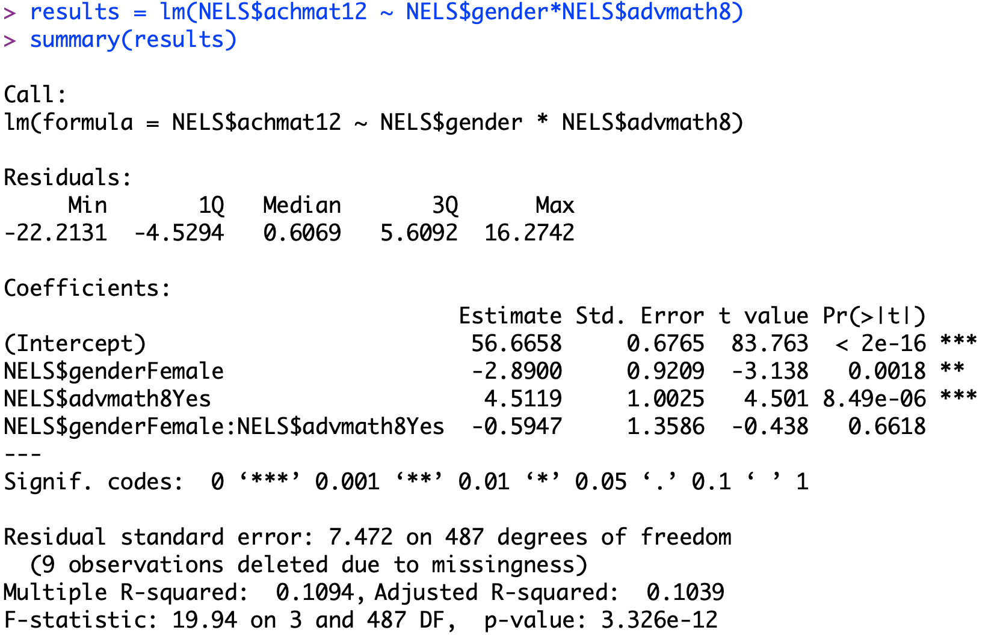 > results = lm(NELS$achmat12 ~ NELS$gender*NELS$advmath8)
> summary(results)
Call:
lm(formula = NELS$achmat12 ~ NELS$gender * NELS$advmath8)
Residuals:
     Min       1Q   Median       3Q      Max
-22.2131  -4.5294   0.6069   5.6092  16.2742
Coefficients:
                                   Estimate Std. Error t value Pr(>|t|)
(Intercept)                         56.6658     0.6765  83.763  < 2e-16 ***
NELS$genderFemale                   -2.8900     0.9209  -3.138   0.0018 **
NELS$advmath8Yes                     4.5119     1.0025   4.501 8.49e-06 ***
NELS$genderFemale:NELS$advmath8Yes  -0.5947     1.3586  -0.438   0.6618
---
Signif. codes:  0 ‘***’ 0.001 ‘**’ 0.01 ‘*’ 0.05 ‘.’ 0.1 ‘ ’ 1
Residual standard error: 7.472 on 487 degrees of freedom
  (9 observations deleted due to missingness)
Multiple R-squared:  0.1094, Adjusted R-squared:  0.1039
F-statistic: 19.94 on 3 and 487 DF,  p-value: 3.326e-12